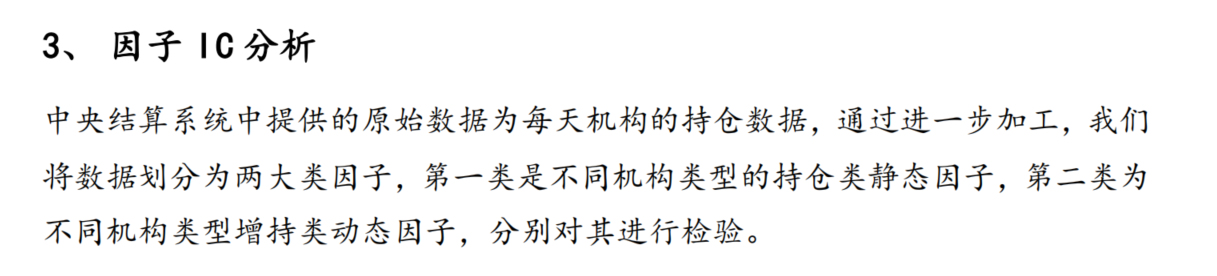 3、 因子 IC 分析
中央结算系统中提供的原始数据为每天机构的持仓数据，通过进一步加工，我们
将数据划分为两大类因子，第一类是不同机构类型的持仓类静态因子，第二类为
不同机构类型增持类动态因子，分别对其进行检验。